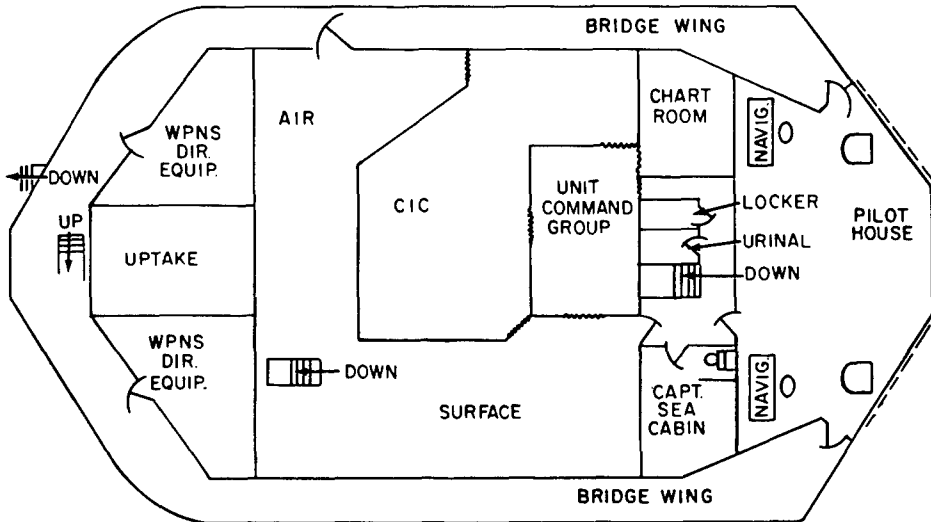 BRIDGE WING
AIR
WPNS
DIR.
EQUIP.
CHART
ROOM
NAVIG.
DOWN
UP
CIC
UNIT
COMMAND
GROUP
LOCKER
URINAL
DOWN
PILOT
HOUSE
UPTAKE
WPNS
DIR.
EQUIP.
DOWN
SURFACE
CAPT.
SEA
CABIN
NAVIG.
BRIDGE WING